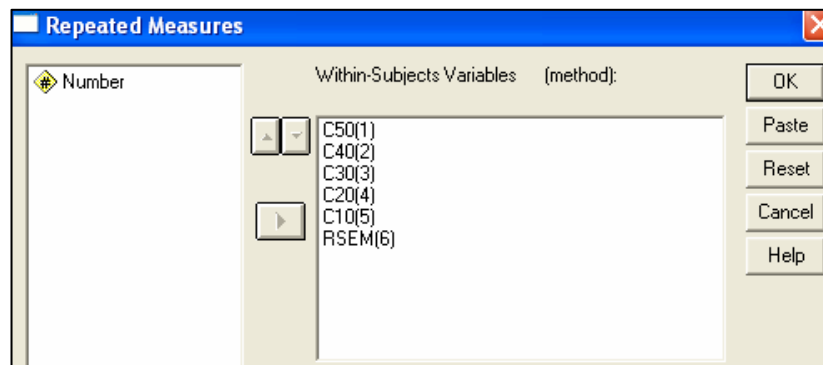 Repeated Measures
Number
Within-Subjects Variables (method):
C50(1)
C40(2)
C30(3)
C20(4)
C10(5)
RSEM(6)
OK
Paste
Reset
Cancel
Help